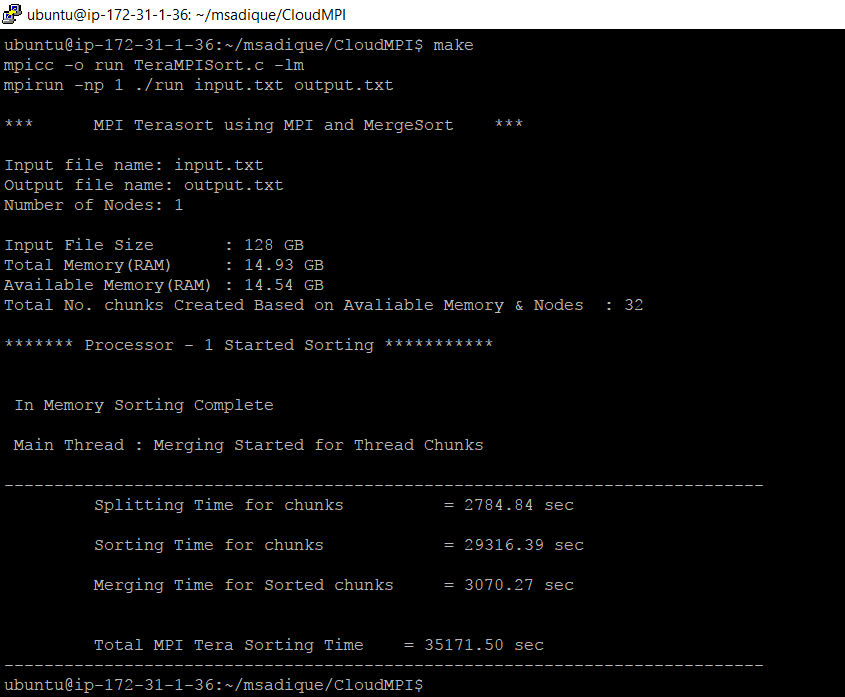 ubuntu@ip-172-31-1-36: ~/msadique/CloudMPI
ubuntu@ip-172-31-1-36:~/msadique/CloudMPI$ make
mpicc -o run TeraMPISort.c -lm
mpirun -np 1 ./run input.txt output.txt
*** MPI Terasort using MPI and MergeSort ***
Input file name: input.txt
Output file name: output.txt
Number of Nodes: 1
Input File Size : 128 GB
Total Memory(RAM) : 14.93 GB
Available Memory(RAM) : 14.54 GB
Total No. chunks Created Based on Avaliable Memory & Nodes : 32
******* Processor - 1 Started Sorting ***********
In Memory Sorting Complete
Main Thread : Merging Started for Thread Chunks
----------------------------------------------------------------------------
Splitting Time for chunks = 2784.84 sec
Sorting Time for chunks = 29316.39 sec
Merging Time for Sorted chunks = 3070.27 sec
Total MPI Tera Sorting Time = 35171.50 sec
----------------------------------------------------------------------------
ubuntu@ip-172-31-1-36:~/msadique/CloudMPI$